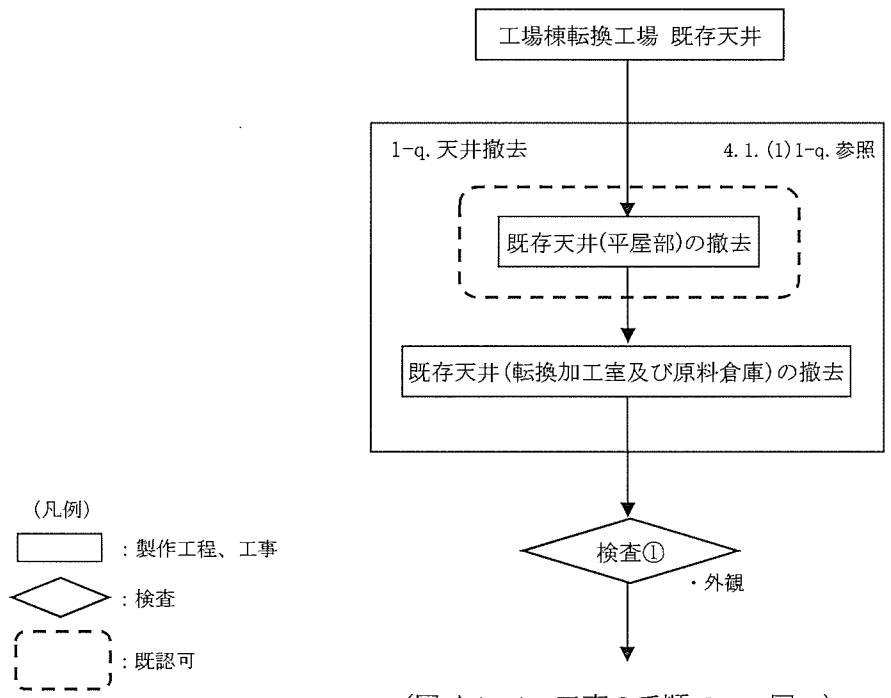 工場棟転換工場 既存天井
1-q. 天井撤去
4.1.(1)1-q.参照
既存天井(平屋部)の撤去
既存天井(転換加工室及び原料倉庫)の撤去
検査①
・外観
(凡例)
：製作工程、工事
：検査
：既認可